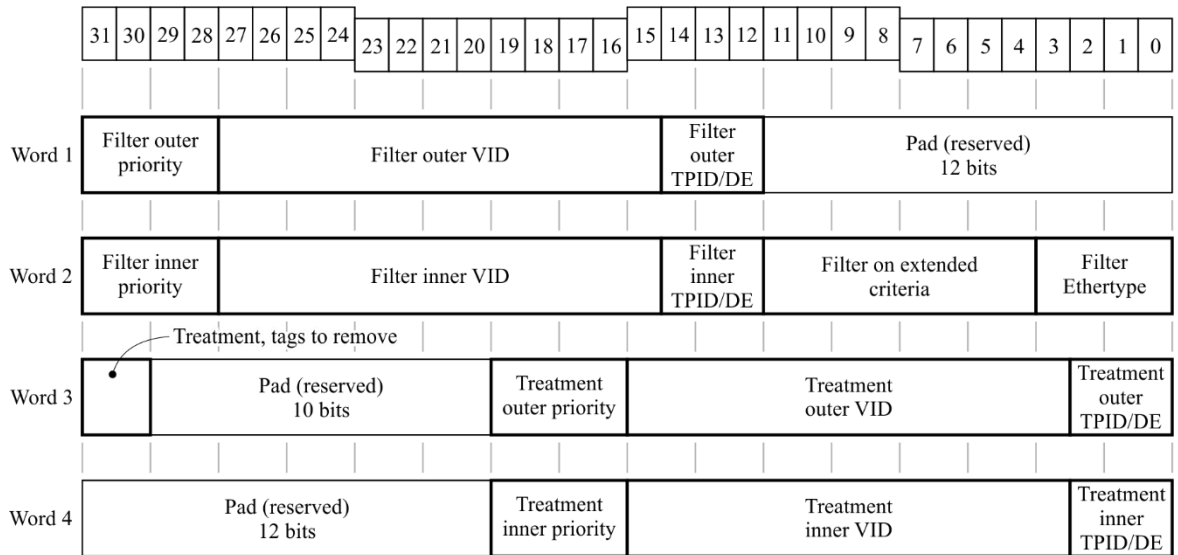 31 30 29 28 27 26 25 24 23 22 21 20 19 18 17 16 15 14 13 12 11 10 9 8 7 6 5 4 3 2 1 0
Word 1
Filter outer
priority
Filter outer VID
Filter
outer
TPID/DE
Pad (reserved)
12 bits
Word 2
Filter inner
priority
Filter inner VID
Filter
inner
TPID/DE
Filter on extended
criteria
Filter
Ethertype
Treatment, tags to remove
Word 3
Pad (reserved)
10 bits
Treatment
outer priority
Treatment
outer VID
Treatment
outer
TPID/DE
Word 4
Pad (reserved)
12 bits
Treatment
inner priority
Treatment
inner VID
Treatment
inner
TPID/DE